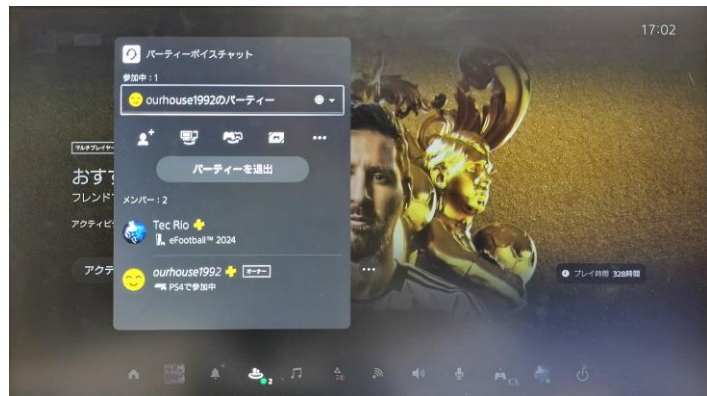 17:02
パーティーボイスチャット
参加中：1
ourhouse1992のパーティー
パーティーを退出
メンバー：2
Tec Rio
eFootball™ 2024
ourhouse1992 オーナー
PS4で参加中
マルチプレイヤー
おすす
フレンド
アクティビ
アクテ
プレイ時間 328時間
2